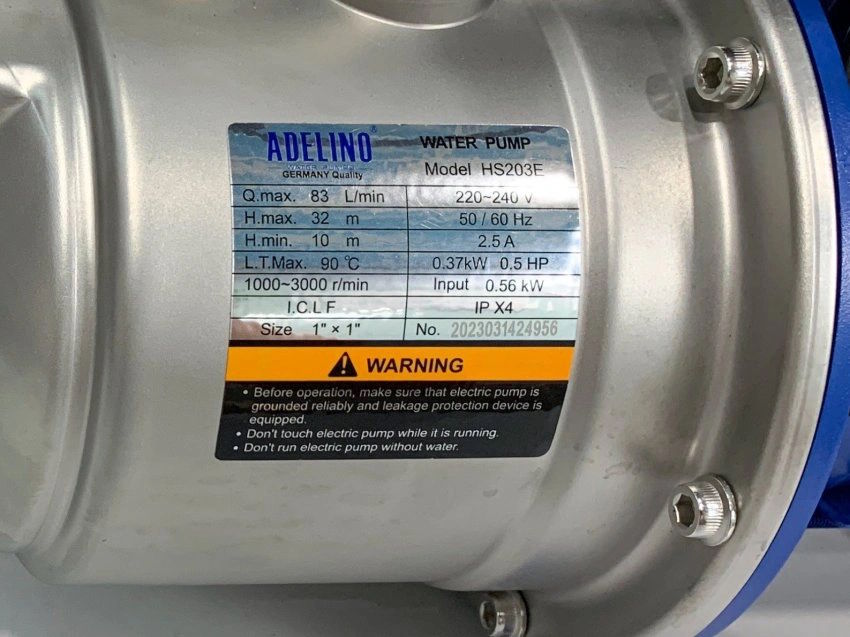 ADELINO®
GERMANY Quality
WATER PUMP
Model HS203E
Q.max. 83 L/min 220~240 V
H.max. 32 m 50 / 60 Hz
H.min. 10 m 2.5 A
L.T.Max. 90 °C 0.37kW 0.5 HP
1000~3000 r/min Input 0.56 kW
I.C.L F IP X4
Size 1" × 1" No. 2023031424956
WARNING
• Before operation, make sure that electric pump is
grounded reliably and leakage protection device is
equipped.
• Don't touch electric pump while it is running.
• Don't run electric pump without water.